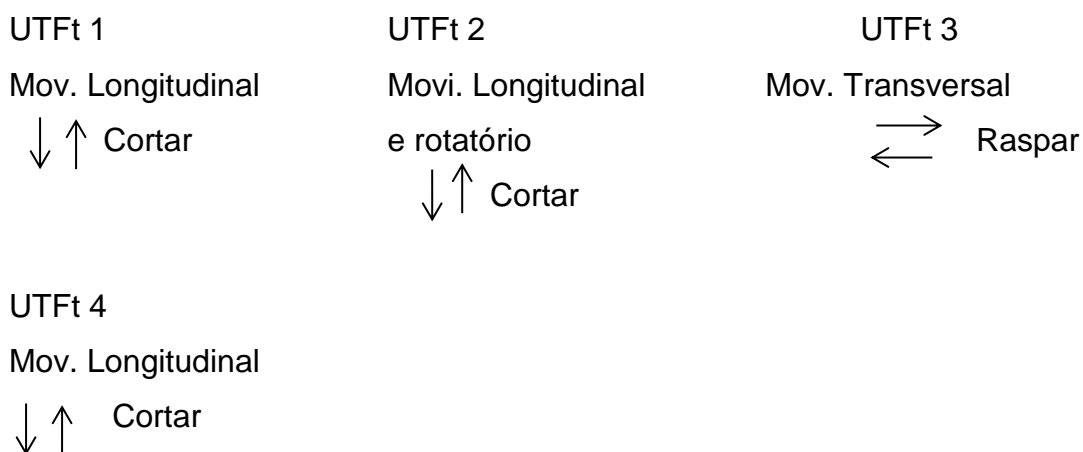 UTFt 1
Mov. Longitudinal
↓ ↑ Cortar
UTFt 2
Movi. Longitudinal
e rotatório
↓ ↑ Cortar
UTFt 3
Mov. Transversal
→ ← Raspar
UTFt 4
Mov. Longitudinal
↓ ↑ Cortar